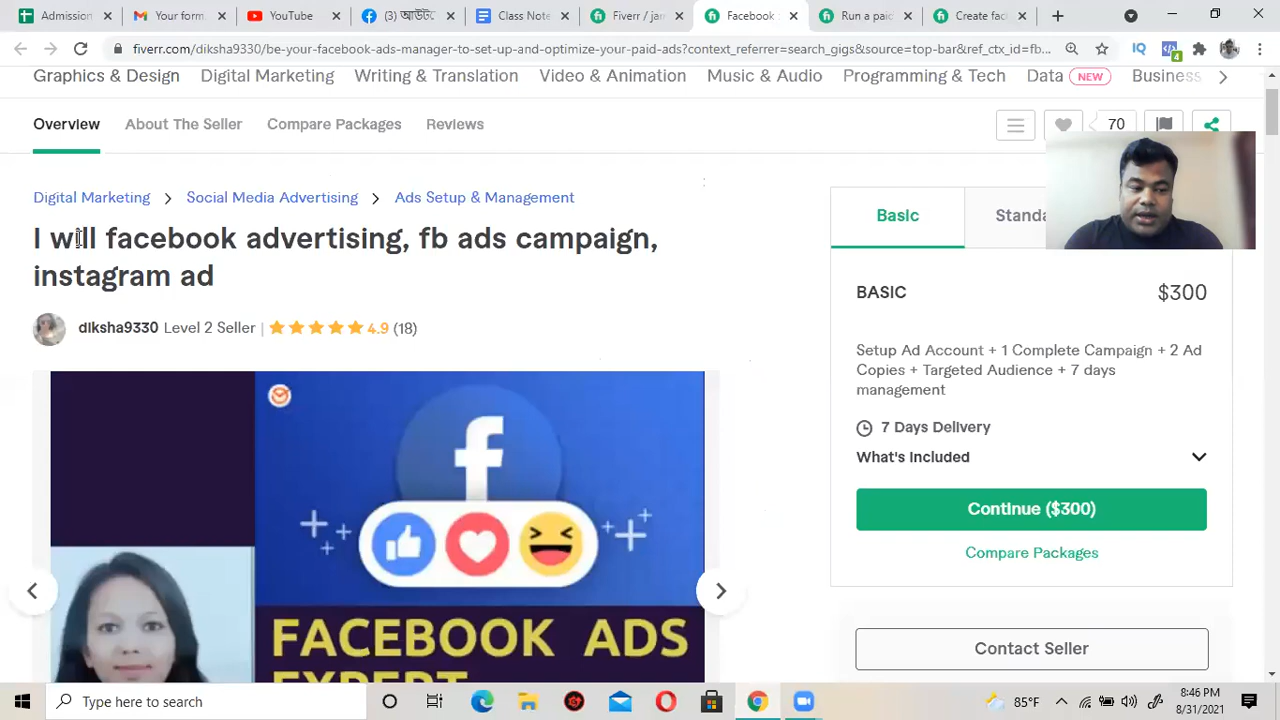 Your form
YouTube
Class Note
Fiverr / jam
Facebook
Run a paid
fiverr.com/diksha9330/be-your-facebook-ads-manager-to-set-up-and-optimize-your-paid-ads?context_referrer=search_gigs&source=top-bar&ref_ctx_id=fb...
Graphics & Design Digital Marketing Writing & Translation Video & Animation Music & Audio Programming & Tech Data NEW Business
Overview About The Seller Compare Packages Reviews 70
Digital Marketing > Social Media Advertising > Ads Setup & Management
I will facebook advertising, fb ads campaign,
instagram ad
diksha9330 Level 2 Seller | 4.9 (18)
FACEBOOK ADS
EXPERT
Basic Standa
BASIC $300
Setup Ad Account + 1 Complete Campaign + 2 Ad
Copies + Targeted Audience + 7 days
management
7 Days Delivery
What's Included
Continue ($300)
Compare Packages
Contact Seller
Type here to search
85°F
8:46 PM
8/31/2021